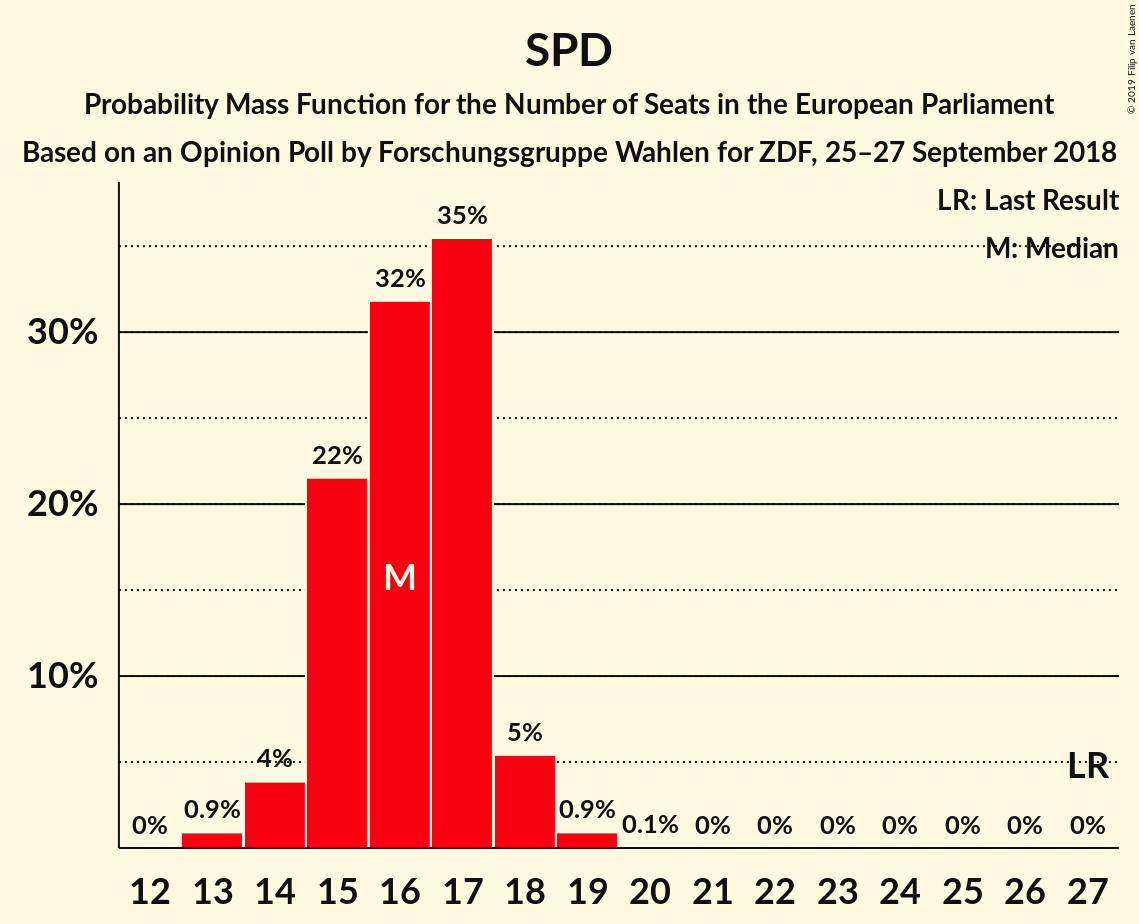 SPD
Probability Mass Function for the Number of Seats in the European Parliament
Based on an Opinion Poll by Forschungsgruppe Wahlen for ZDF, 25–27 September 2018
© 2019 Filip van Laenen
LR: Last Result
M: Median
35%
32%
30%
22%
20%
M
10%
5%
4%
LR
0% 0.9% 0.9% 0.1% 0% 0% 0% 0% 0% 0% 0%
12 13 14 15 16 17 18 19 20 21 22 23 24 25 26 27